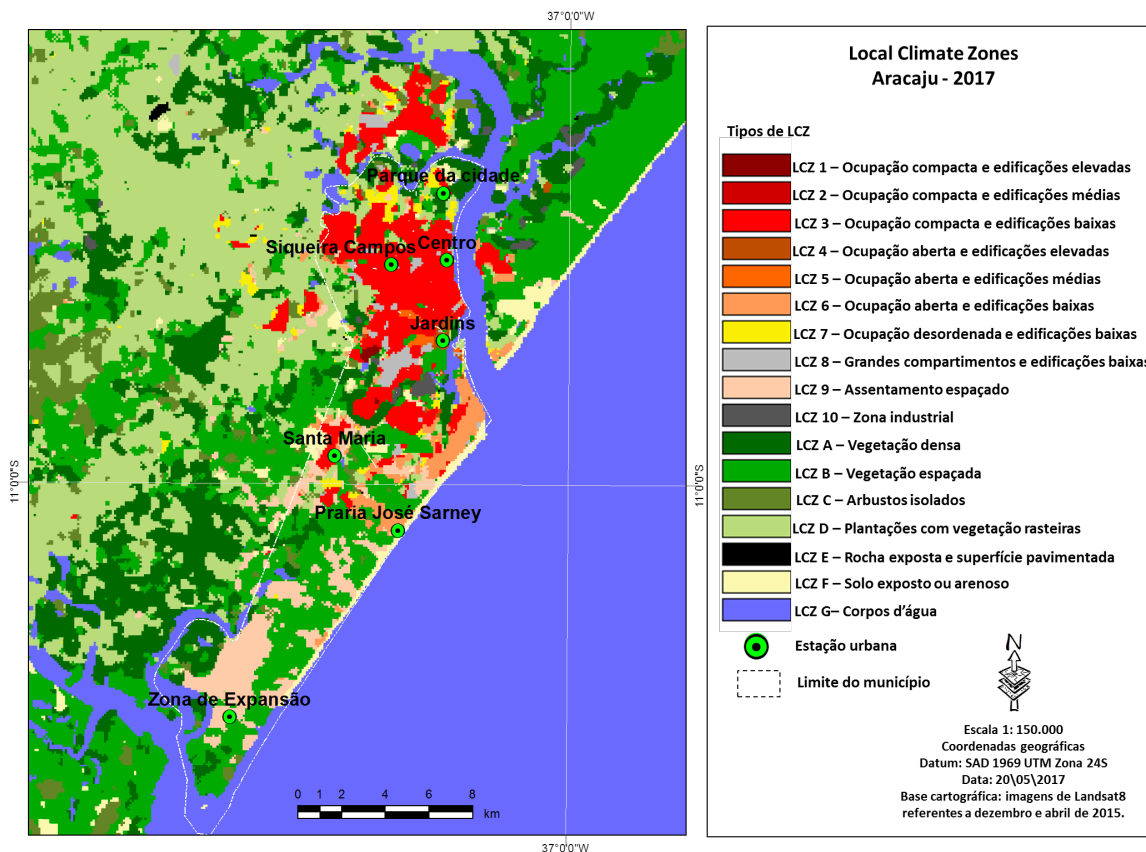 37°0'0"W
Parque da cidade
Siqueira Campos
Centro
Jardins
Santa Maria
11°0'0"S
11°0'0"S
Praria José Sarney
Zona de Expansão
0 1 2 4 6 8
km
37°0'0"W
Local Climate Zones
Aracaju - 2017
Tipos de LCZ
LCZ 1 – Ocupação compacta e edificações elevadas
LCZ 2 – Ocupação compacta e edificações médias
LCZ 3 – Ocupação compacta e edificações baixas
LCZ 4 – Ocupação aberta e edificações elevadas
LCZ 5 – Ocupação aberta e edificações médias
LCZ 6 – Ocupação aberta e edificações baixas
LCZ 7 – Ocupação desordenada e edificações baixas
LCZ 8 – Grandes compartimentos e edificações baixas
LCZ 9 – Assentamento espaçado
LCZ 10 – Zona industrial
LCZ A – Vegetação densa
LCZ B – Vegetação espaçada
LCZ C – Arbustos isolados
LCZ D – Plantações com vegetação rasteiras
LCZ E – Rocha exposta e superfície pavimentada
LCZ F – Solo exposto ou arenoso
LCZ G– Corpos d'água
Estação urbana
Limite do município
N
Escala 1: 150.000
Coordenadas geográficas
Datum: SAD 1969 UTM Zona 24S
Data: 20\05\2017
Base cartográfica: imagens de Landsat8
referentes a dezembro e abril de 2015.